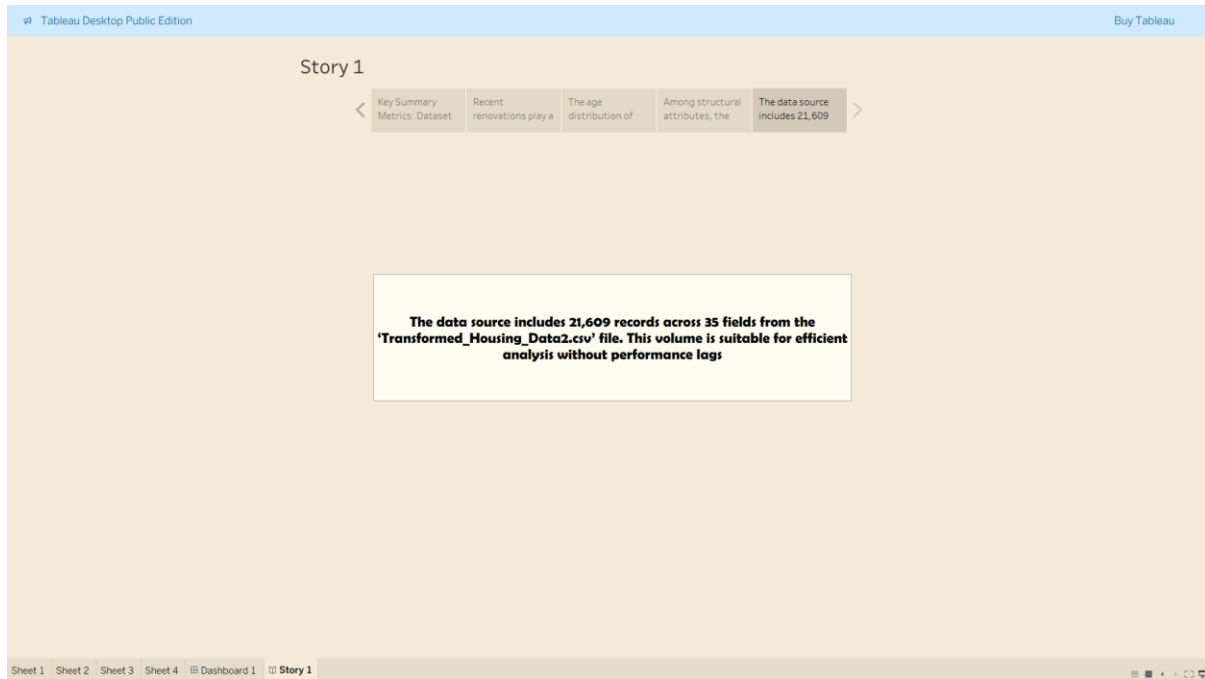 Tableau Desktop Public Edition
Buy Tableau
Story 1
Key Summary
Metrics: Dataset
Recent
renovations play a
The age
distribution of
Among structural
attributes, the
The data source
includes 21,609
The data source includes 21,609 records across 35 fields from the
‘Transformed_Housing_Data2.csv’ file. This volume is suitable for efficient
analysis without performance lags
Sheet 1 Sheet 2 Sheet 3 Sheet 4 Dashboard 1 Story 1